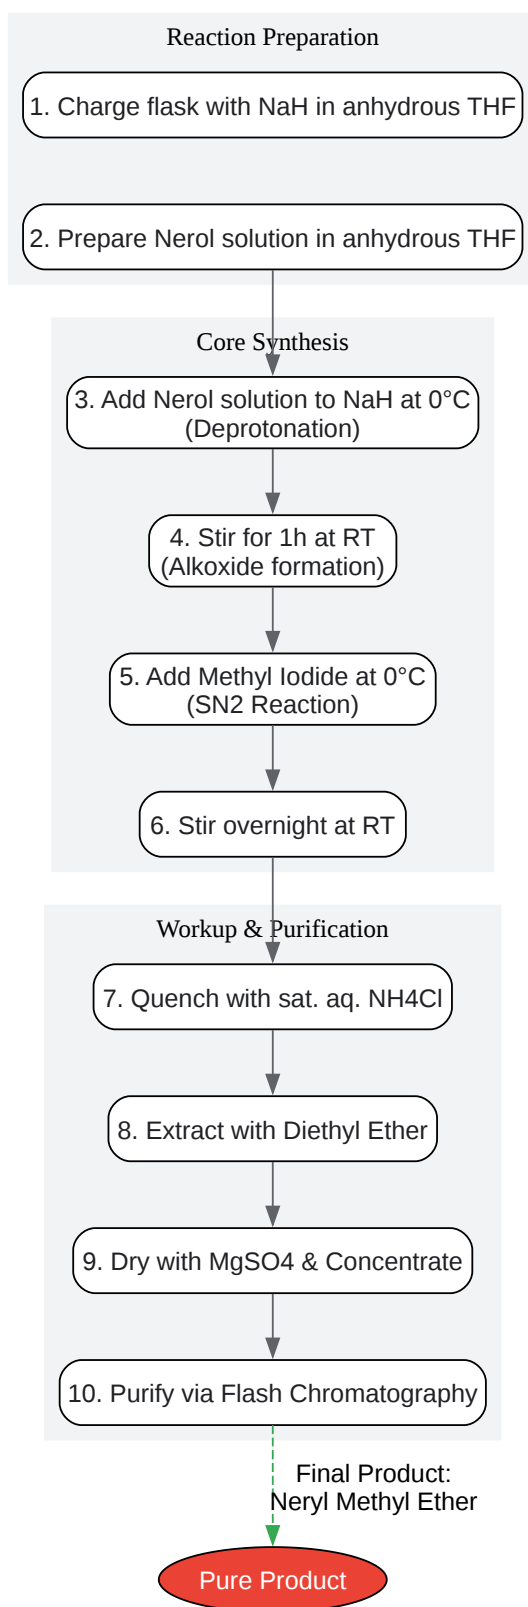 Reaction Preparation
1. Charge flask with NaH in anhydrous THF
2. Prepare Nerol solution in anhydrous THF
Core Synthesis
3. Add Nerol solution to NaH at 0°C
(Deprotonation)
4. Stir for 1h at RT
(Alkoxide formation)
5. Add Methyl Iodide at 0°C
(SN2 Reaction)
6. Stir overnight at RT
Workup & Purification
7. Quench with sat. aq. NH4Cl
8. Extract with Diethyl Ether
9. Dry with MgSO4 & Concentrate
10. Purify via Flash Chromatography
Final Product:
Neryl Methyl Ether
Pure Product